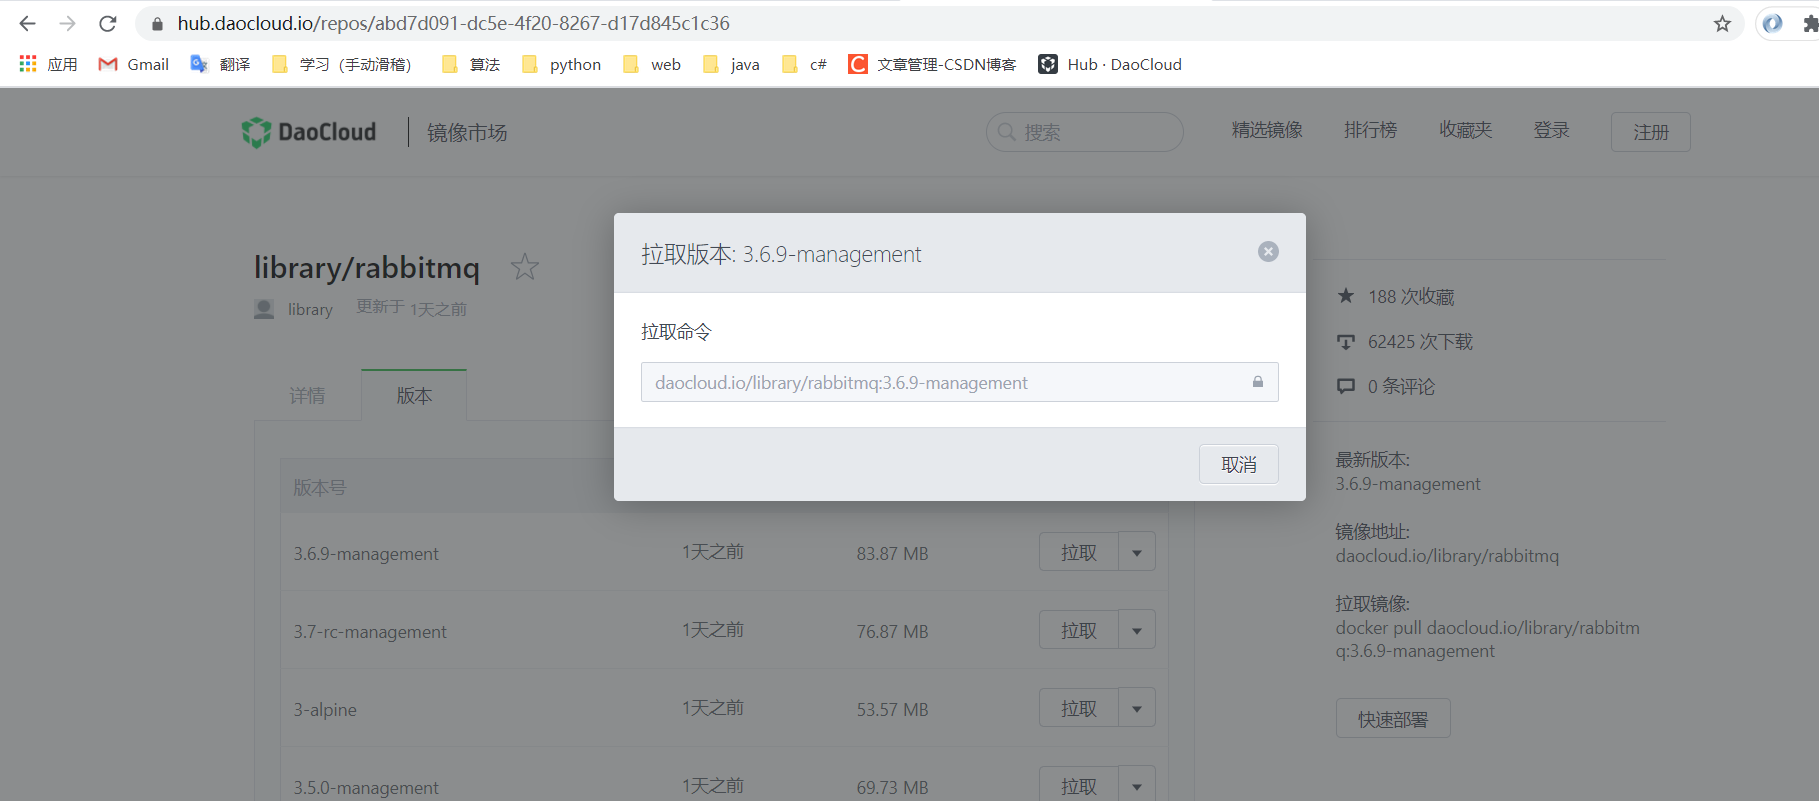 hub.daocloud.io/repos/abd7d091-dc5e-4f20-8267-d17d845c1c36
应用 Gmail 翻译 学习（手动滑稽） 算法 python web java c# 文章管理-CSDN博客 Hub · DaoCloud
DaoCloud 镜像市场 搜索 精选镜像 排行榜 收藏夹 登录 注册
拉取版本: 3.6.9-management
拉取命令
daocloud.io/library/rabbitmq:3.6.9-management
取消
library/rabbitmq
library 更新于 1天之前
详情 版本
版本号
3.6.9-management 1天之前 83.87 MB 拉取
3.7-rc-management 1天之前 76.87 MB 拉取
3-alpine 1天之前 53.57 MB 拉取
3.5.0-management 1天之前 69.73 MB 拉取
188 次收藏
62425 次下载
0 条评论
最新版本:
3.6.9-management
镜像地址:
daocloud.io/library/rabbitmq
拉取镜像:
docker pull daocloud.io/library/rabbitm
q:3.6.9-management
快速部署